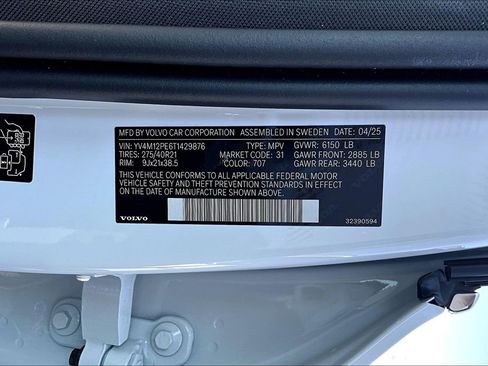 MFD BY VOLVO CAR CORPORATION ASSEMBLED IN SWEDEN DATE: 04/25
VIN: YV4M12PE6T1429876 TYPE: MPV GVWR: 6150 LB
TIRES: 275/40R21 MARKET CODE: 31 GAWR FRONT: 2885 LB
RIM: 9Jx21x38.5 COLOR: 707 GAWR REAR: 3440 LB
THIS VEHICLE CONFORMS TO ALL APPLICABLE FEDERAL MOTOR
VEHICLE SAFETY AND THEFT PREVENTION STANDARDS IN EFFECT ON
THE DATE OF MANUFACTURE SHOWN ABOVE.
VOLVO 32390594